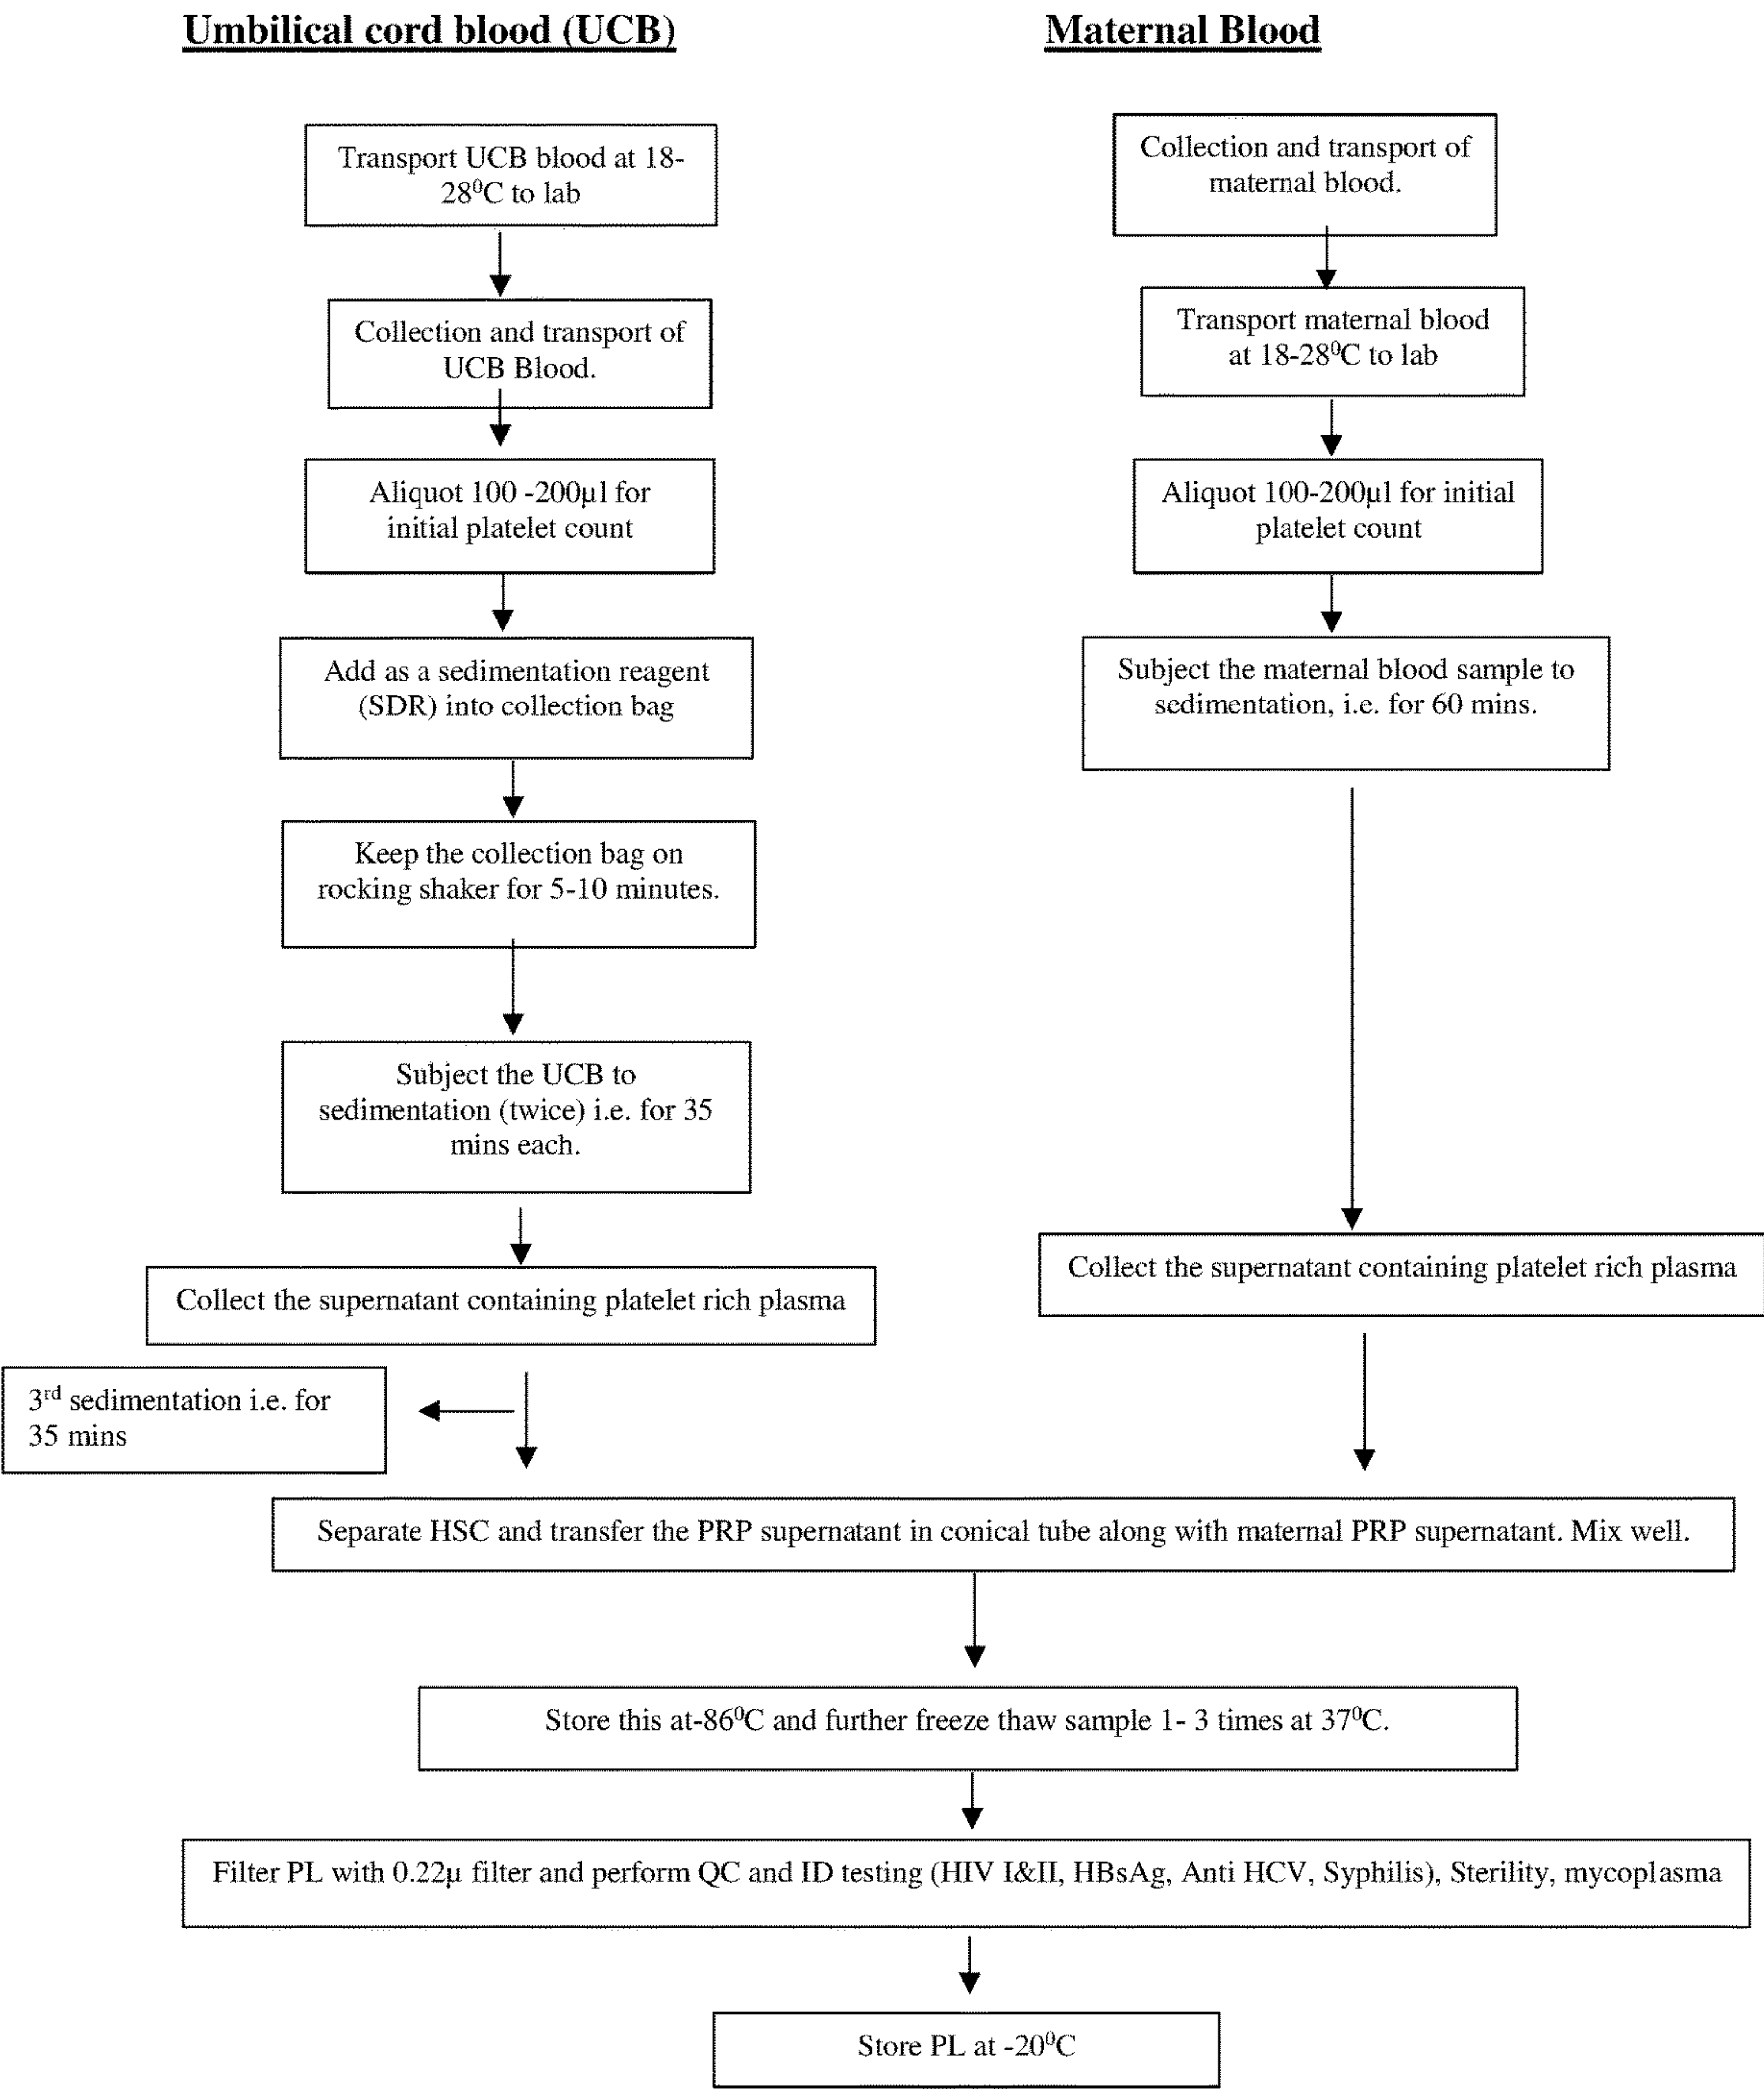 Umbilical cord blood (UCB)
Maternal Blood
Transport UCB blood at 18-
28⁰C to lab
Collection and transport of
UCB Blood.
Aliquot 100 -200µl for
initial platelet count
Add as a sedimentation reagent
(SDR) into collection bag
Keep the collection bag on
rocking shaker for 5-10 minutes.
Subject the UCB to
sedimentation (twice) i.e. for 35
mins each.
Collect the supernatant containing platelet rich plasma
3rd sedimentation i.e. for
35 mins
Collection and transport of
maternal blood.
Transport maternal blood
at 18-28⁰C to lab
Aliquot 100-200µl for initial
platelet count
Subject the maternal blood sample to
sedimentation, i.e. for 60 mins.
Collect the supernatant containing platelet rich plasma
Separate HSC and transfer the PRP supernatant in conical tube along with maternal PRP supernatant. Mix well.
Store this at-86⁰C and further freeze thaw sample 1- 3 times at 37⁰C.
Filter PL with 0.22µ filter and perform QC and ID testing (HIV I&II, HBsAg, Anti HCV, Syphilis), Sterility, mycoplasma
Store PL at -20⁰C